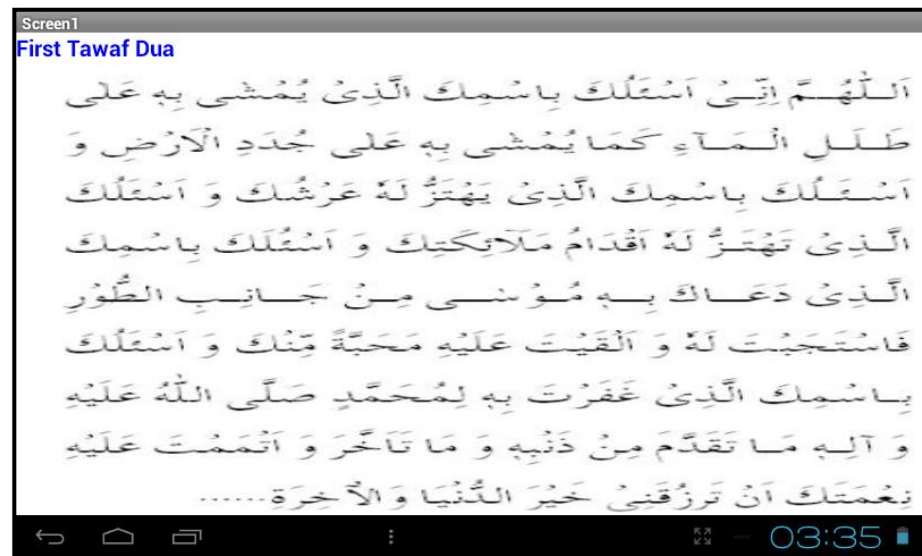 Screen1
First Tawaf Dua
اَللّٰهُمَّ اِنِّىْ اَسْئَلُكَ بِاسْمِكَ الَّذِىْ يُمْشٰى بِهٖ عَلٰى
طَلَلِ الْمَآءِ كَمَا يُمْشٰى بِهٖ عَلٰى جُدَدِ الْاَرْضِ وَ
اَسْئَلُكَ بِاسْمِكَ الَّذِىْ يَهْتَزُّ لَهٗ عَرْشُكَ وَ اَسْئَلُكَ
الَّذِىْ تَهْتَزُّ لَهٗ اَقْدَامُ مَلَآئِكَتِكَ وَ اَسْئُلَكَ بِاسْمِكَ
الَّذِىْ دَعَاكَ بِهٖ مُوْسٰى مِنْ جَانِبِ الطُّوْرِ
فَاسْتَجَبْتَ لَهٗ وَ اَلْقَيْتَ عَلَيْهِ مَحَبَّةً مِّنْكَ وَ اَسْئَلُكَ
بِاسْمِكَ الَّذِىْ غَفَرْتَ بِهٖ لِمُحَمَّدٍ صَلَّى اللّٰهُ عَلَيْهِ
وَ آلِهٖ مَا تَقَدَّمَ مِنْ ذَنْبِهٖ وَ مَا تَاَخَّرَ وَ اَتْمَمْتَ عَلَيْهِ
نِعْمَتَكَ اَنْ تَرْزُقَنِىْ خَيْرَ الدُّنْيَا وَ الْاٰخِرَةِ......
03:35